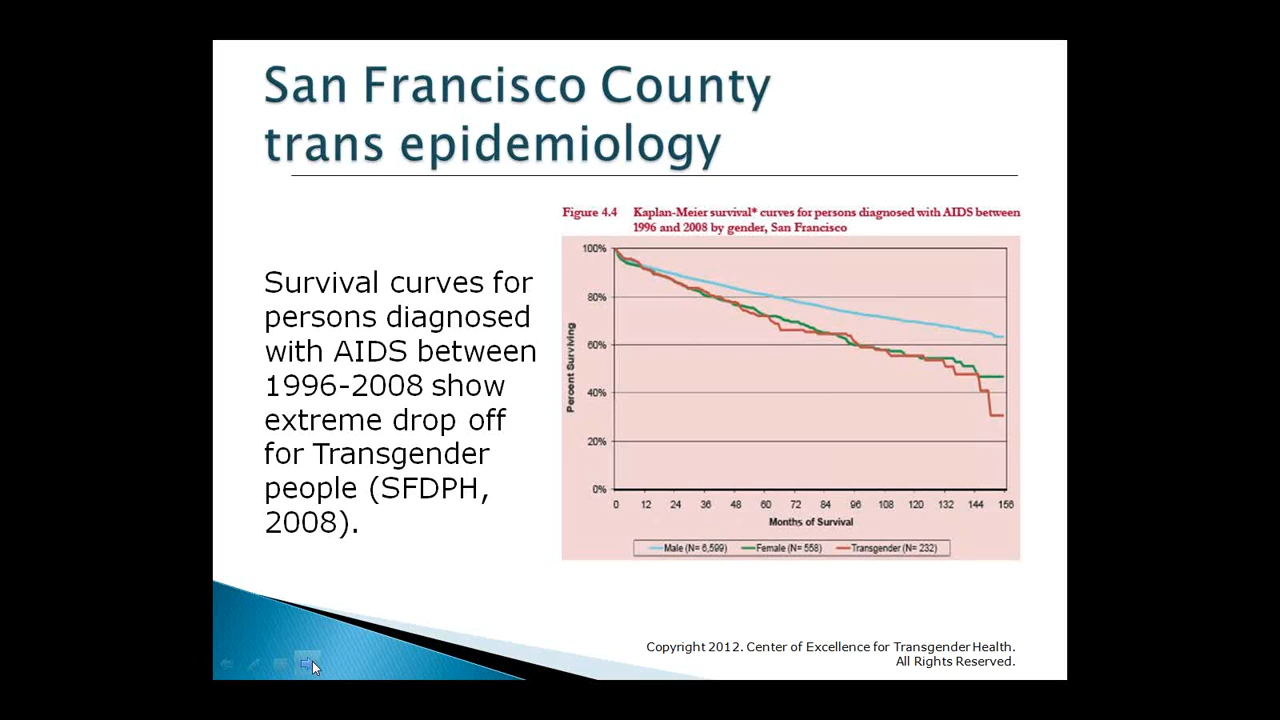 San Francisco County
trans epidemiology
Survival curves for
persons diagnosed
with AIDS between
1996-2008 show
extreme drop off
for Transgender
people (SFDPH,
2008).
Figure 4.4 Kaplan-Meier survival* curves for persons diagnosed with AIDS between
1996 and 2008 by gender, San Francisco
100%
80%
60%
40%
20%
0%
Percent Surviving
0 12 24 36 48 60 72 84 96 108 120 132 144 156
Months of Survival
Male (N= 6,599) Female (N= 558) Transgender (N= 232)
Copyright 2012. Center of Excellence for Transgender Health.
All Rights Reserved.